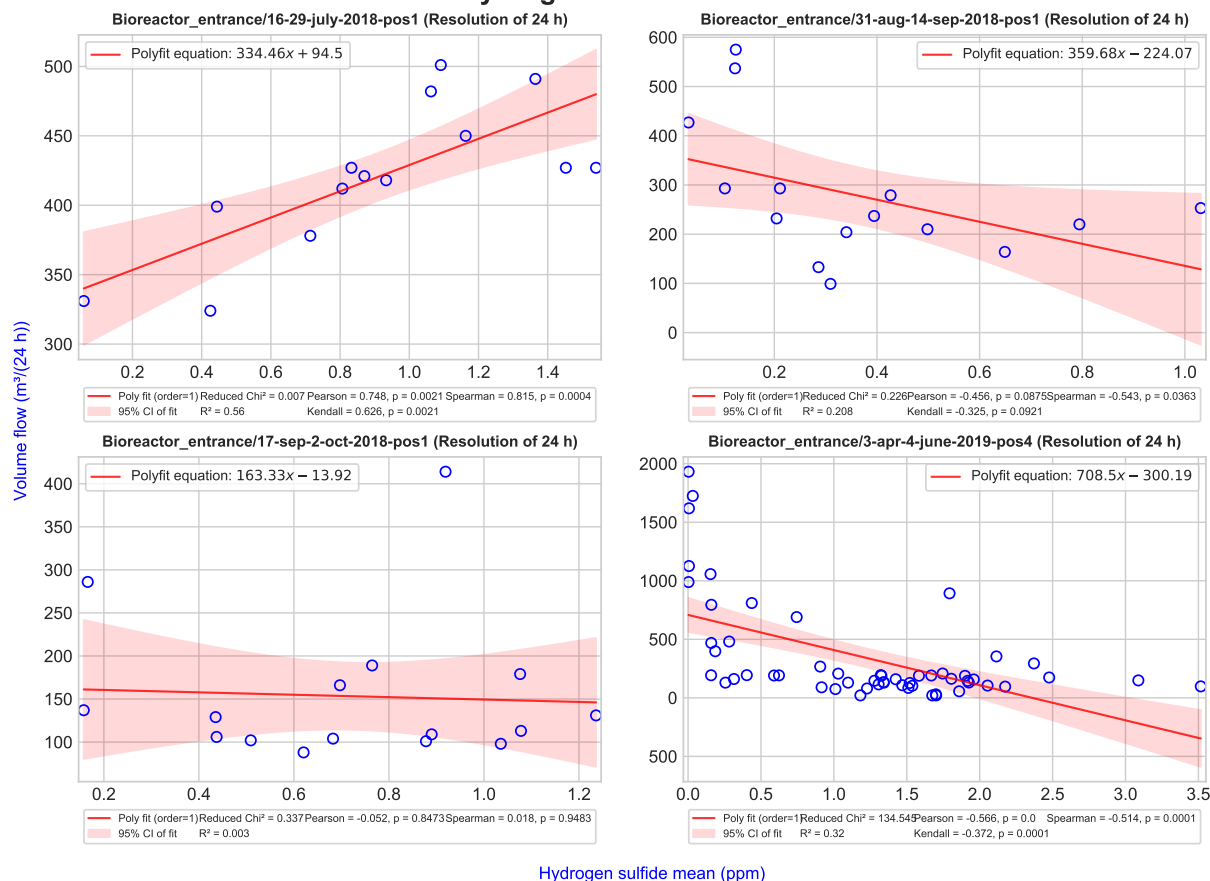 Bioreactor_entrance/16-29-july-2018-pos1 (Resolution of 24 h)
Polyfit equation: 334.46x + 94.5
500
450
400
350
300
0.2 0.4 0.6 0.8 1.0 1.2 1.4
Poly fit (order=1) Reduced Chi² = 0.007 Pearson = 0.748, p = 0.0021 Spearman = 0.815, p = 0.0004
95% CI of fit R² = 0.56 Kendall = 0.626, p = 0.0021
Bioreactor_entrance/31-aug-14-sep-2018-pos1 (Resolution of 24 h)
Polyfit equation: 359.68x − 224.07
600
500
400
300
200
100
0
0.2 0.4 0.6 0.8 1.0
Poly fit (order=1) Reduced Chi² = 0.226 Pearson = -0.456, p = 0.0875 Spearman = -0.543, p = 0.0363
95% CI of fit R² = 0.208 Kendall = -0.325, p = 0.0921
Volume flow (m³/(24 h))
Bioreactor_entrance/17-sep-2-oct-2018-pos1 (Resolution of 24 h)
Polyfit equation: 163.33x − 13.92
400
350
300
250
200
150
100
0.2 0.4 0.6 0.8 1.0 1.2
Poly fit (order=1) Reduced Chi² = 0.337 Pearson = -0.052, p = 0.8473 Spearman = 0.018, p = 0.9483
95% CI of fit R² = 0.003
Bioreactor_entrance/3-apr-4-june-2019-pos4 (Resolution of 24 h)
Polyfit equation: 708.5x − 300.19
2000
1500
1000
500
0
500
0.0 0.5 1.0 1.5 2.0 2.5 3.0 3.5
Poly fit (order=1) Reduced Chi² = 134.545 Pearson = -0.566, p = 0.0 Spearman = -0.514, p = 0.0001
95% CI of fit R² = 0.32 Kendall = -0.372, p = 0.0001
Hydrogen sulfide mean (ppm)